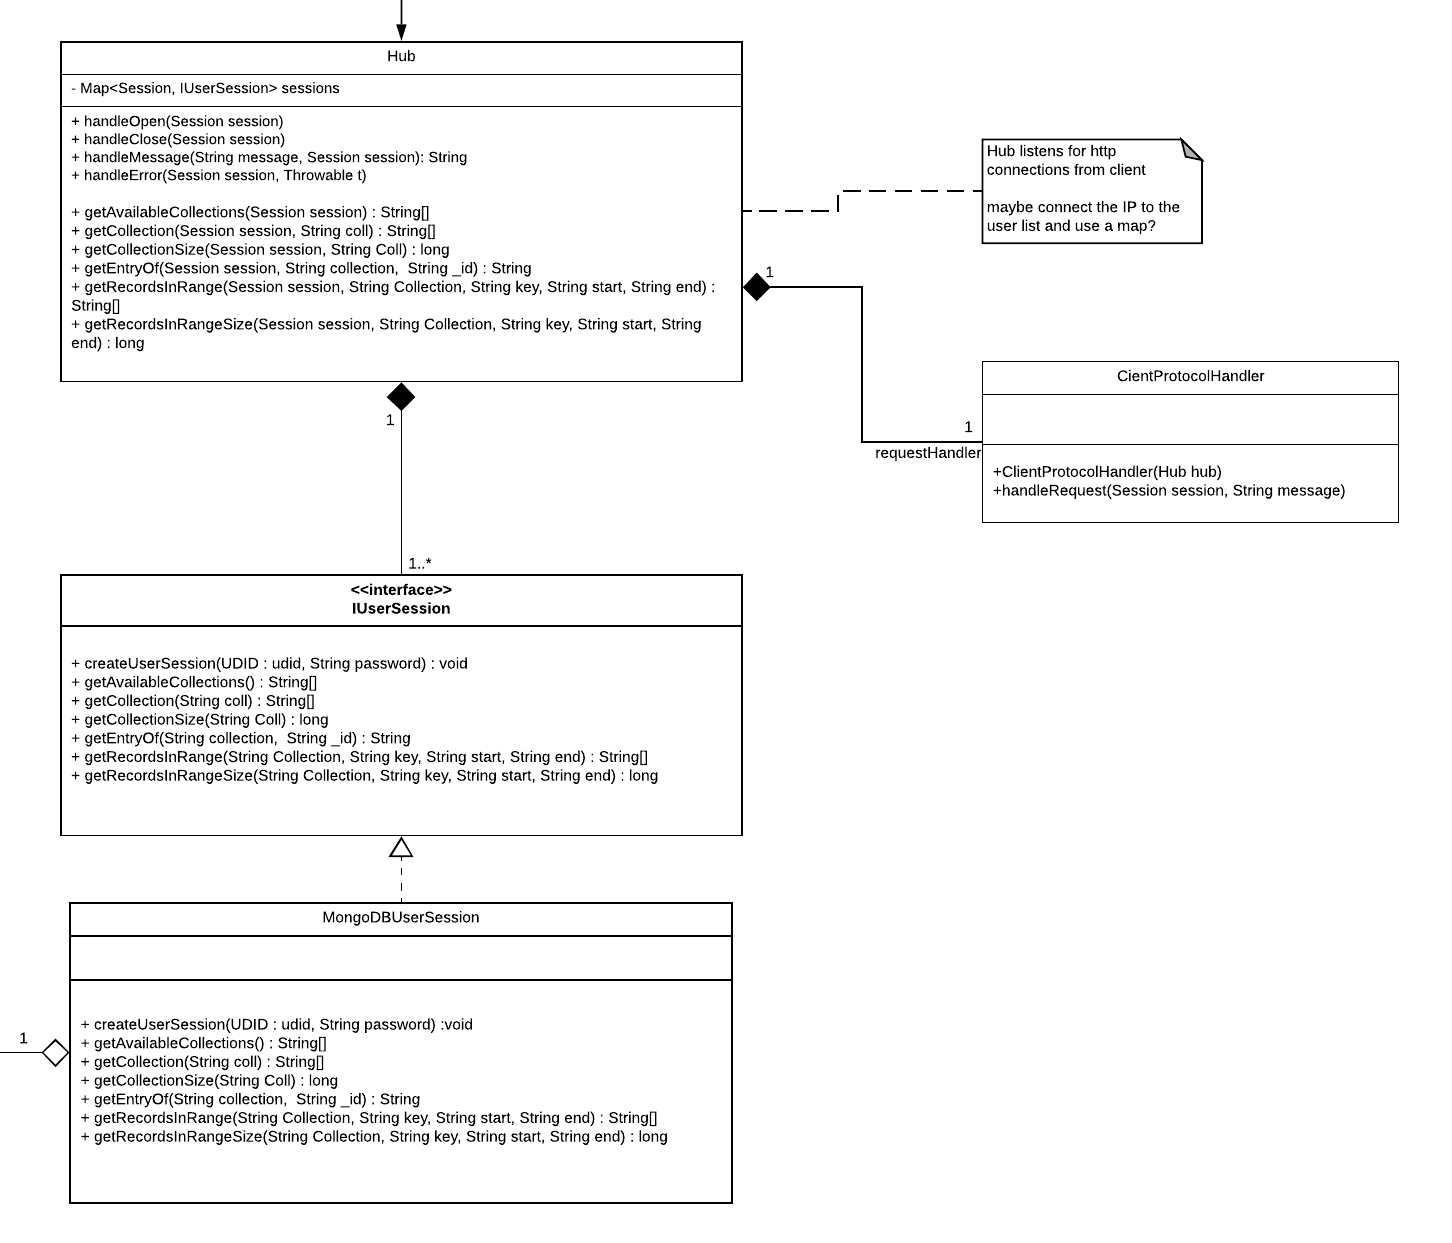 Hub
- Map<Session, IUserSession> sessions
+ handleOpen(Session session)
+ handleClose(Session session)
+ handleMessage(String message, Session session): String
+ handleError(Session session, Throwable t)
+ getAvailableCollections(Session session) : String[]
+ getCollection(Session session, String coll) : String[]
+ getCollectionSize(Session session, String Coll) : long
+ getEntryOf(Session session, String collection,  String _id) : String
+ getRecordsInRange(Session session, String Collection, String key, String start, String end) :
String[]
+ getRecordsInRangeSize(Session session, String Collection, String key, String start, String
end) : long
Hub listens for http
connections from client
maybe connect the IP to the
user list and use a map?
1
1
requestHandler
CientProtocolHandler
+ClientProtocolHandler(Hub hub)
+handleRequest(Session session, String message)
1
1..*
<<interface>>
IUserSession
+ createUserSession(UDID : udid, String password) : void
+ getAvailableCollections() : String[]
+ getCollection(String coll) : String[]
+ getCollectionSize(String Coll) : long
+ getEntryOf(String collection,  String _id) : String
+ getRecordsInRange(String Collection, String key, String start, String end) : String[]
+ getRecordsInRangeSize(String Collection, String key, String start, String end) : long
MongoDBUserSession
+ createUserSession(UDID : udid, String password) :void
+ getAvailableCollections() : String[]
+ getCollection(String coll) : String[]
+ getCollectionSize(String Coll) : long
+ getEntryOf(String collection,  String _id) : String
+ getRecordsInRange(String Collection, String key, String start, String end) : String[]
+ getRecordsInRangeSize(String Collection, String key, String start, String end) : long
1